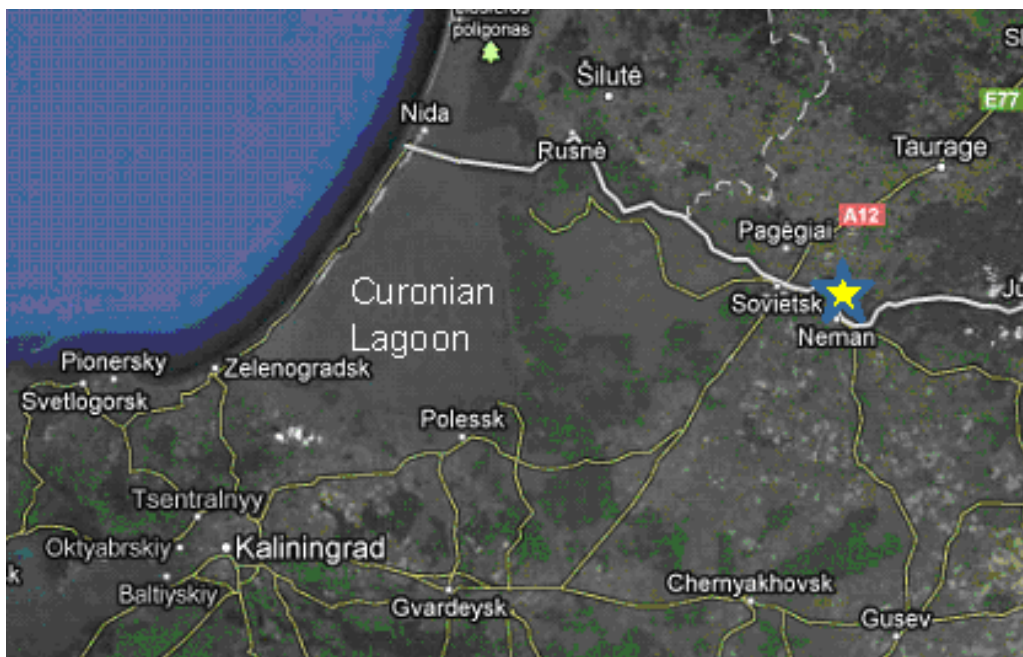 poligonas
Šilutė
E77
Nida
Rusnė
Taurage
A12
Pagėgiai
Curonian
Lagoon
Sovietsk
Neman
Pionersky
Zelenogradsk
Svetlogorsk
Polessk
Tsentralnyy
Oktyabrskiy
Kaliningrad
Baltiyskiy
Gvardeysk
Chernyakhovsk
Gusev